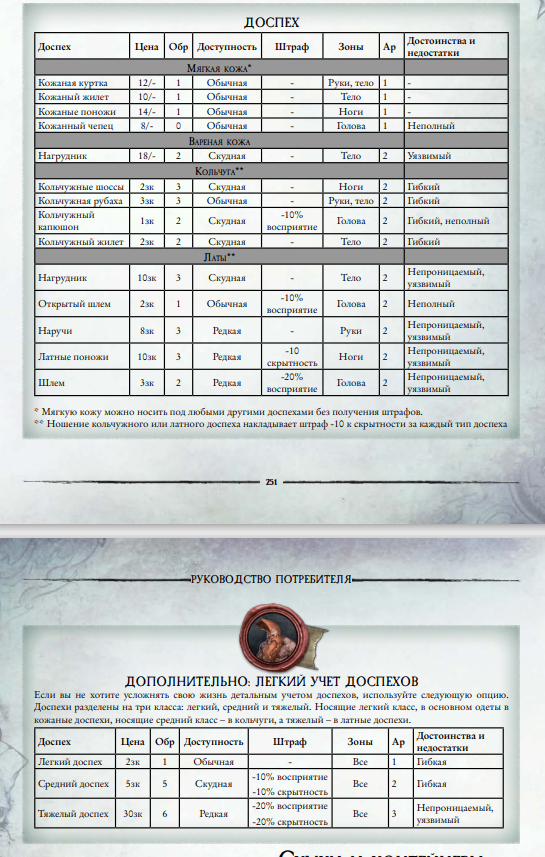 ДОСПЕХ
Доспех Цена Обр Доступность Штраф Зоны Ар Достоинства и недостатки
Мягкая кожа*
Кожаная куртка 12/- 1 Обычная - Руки, тело 1 -
Кожаный жилет 10/- 1 Обычная - Тело 1 -
Кожаные поножи 14/- 1 Обычная - Ноги 1 -
Кожанный чепец 8/- 0 Обычная - Голова 1 Неполный
Вареная кожа
Нагрудник 18/- 2 Скудная - Тело 2 Уязвимый
Кольчуга**
Кольчужные шоссы 2зк 3 Скудная - Ноги 2 Гибкий
Кольчужная рубаха 3зк 3 Обычная - Руки, тело 2 Гибкий
Кольчужный капюшон 1зк 2 Скудная -10% восприятие Голова 2 Гибкий, неполный
Кольчужный жилет 2зк 2 Скудная - Тело 2 Гибкий
Латы**
Нагрудник 10зк 3 Скудная - Тело 2 Непроницаемый, уязвимый
Открытый шлем 2зк 1 Обычная -10% восприятие Голова 2 Неполный
Наручи 8зк 3 Редкая - Руки 2 Непроницаемый, уязвимый
Латные поножи 10зк 3 Редкая -10 скрытность Ноги 2 Непроницаемый, уязвимый
Шлем 3зк 2 Редкая -20% восприятие Голова 2 Непроницаемый, уязвимый
* Мягкую кожу можно носить под любыми другими доспехами без получения штрафов.
** Ношение кольчужного или латного доспеха накладывает штраф -10 к скрытности за каждый тип доспеха
251
РУКОВОДСТВО ПОТРЕБИТЕЛЯ
ДОПОЛНИТЕЛЬНО: ЛЕГКИЙ УЧЕТ ДОСПЕХОВ
Если вы не хотите усложнять свою жизнь детальным учетом доспехов, используйте следующую опцию.
Доспехи разделены на три класса: легкий, средний и тяжелый. Носящие легкий класс, в основном одеты в
кожаные доспехи, носящие средний класс – в кольчуги, а тяжелый – в латные доспехи.
Доспех Цена Обр Доступность Штраф Зоны Ар Достоинства и недостатки
Легкий доспех 2зк 1 Обычная - Все 1 Гибкая
Средний доспех 5зк 5 Скудная -10% восприятие -10% скрытность Все 2 Гибкая
Тяжелый доспех 30зк 6 Редкая -20% восприятие -20% скрытность Все 3 Непроницаемый, уязвимый